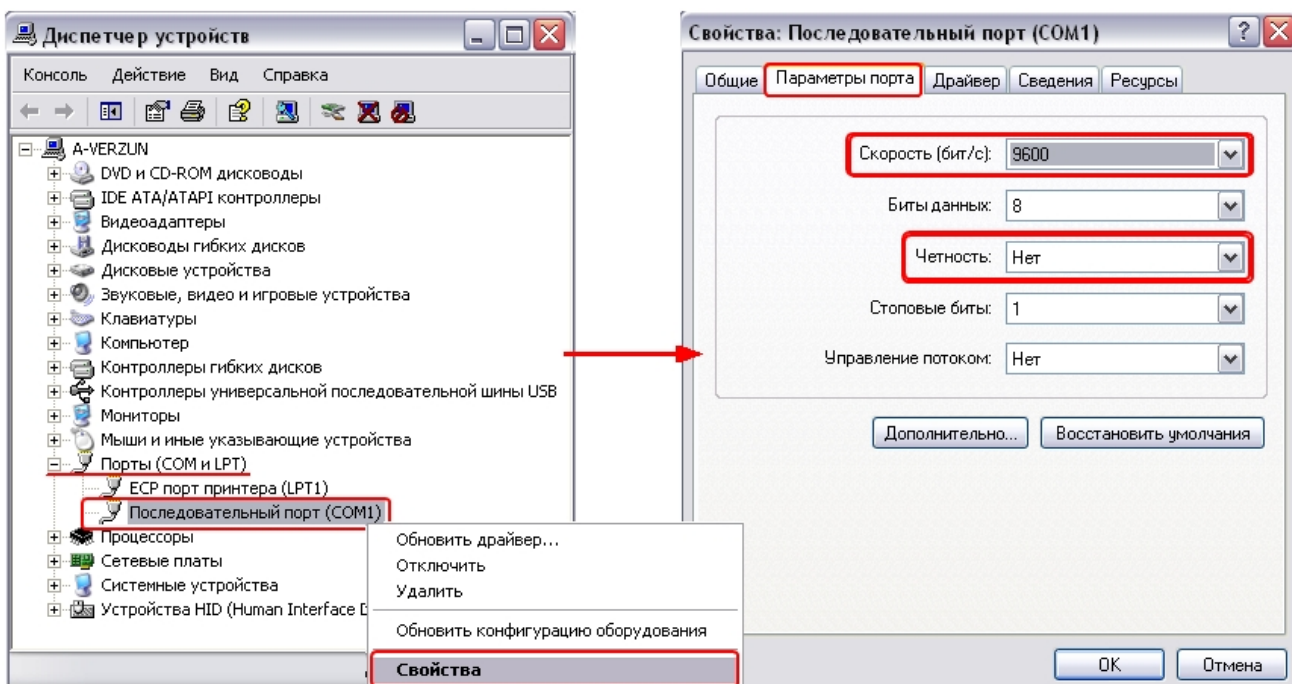 Диспетчер устройств
Консоль Действие Вид Справка
A-VERZUN
DVD и CD-ROM дисководы
IDE ATA/ATAPI контроллеры
Видеоадаптеры
Дисководы гибких дисков
Дисковые устройства
Звуковые, видео и игровые устройства
Клавиатуры
Компьютер
Контроллеры гибких дисков
Контроллеры универсальной последовательной шины USB
Мониторы
Мыши и иные указывающие устройства
Порты (COM и LPT)
ECP порт принтера (LPT1)
Последовательный порт (COM1)
Процессоры
Сетевые платы
Системные устройства
Устройства HID (Human Interface
Обновить драйвер...
Отключить
Удалить
Обновить конфигурацию оборудования
Свойства
Свойства: Последовательный порт (COM1)
Общие Параметры порта Драйвер Сведения Ресурсы
Скорость (бит/с): 9600
Биты данных: 8
Четность: Нет
Стоповые биты: 1
Управление потоком: Нет
Дополнительно... Восстановить умолчания
OK Отмена